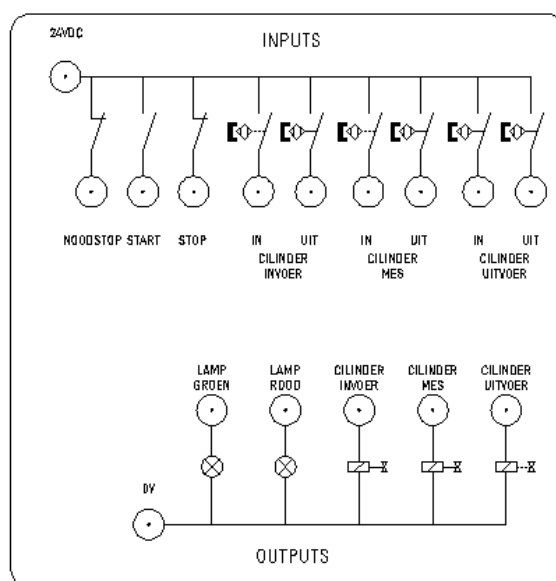 24VDC
INPUTS
NOODSTOP START STOP IN UIT IN UIT IN UIT
CILINDER INVOER CILINDER MES CILINDER UITVOER
LAMP GROEN LAMP ROOD CILINDER INVOER CILINDER MES CILINDER UITVOER
0V
OUTPUTS